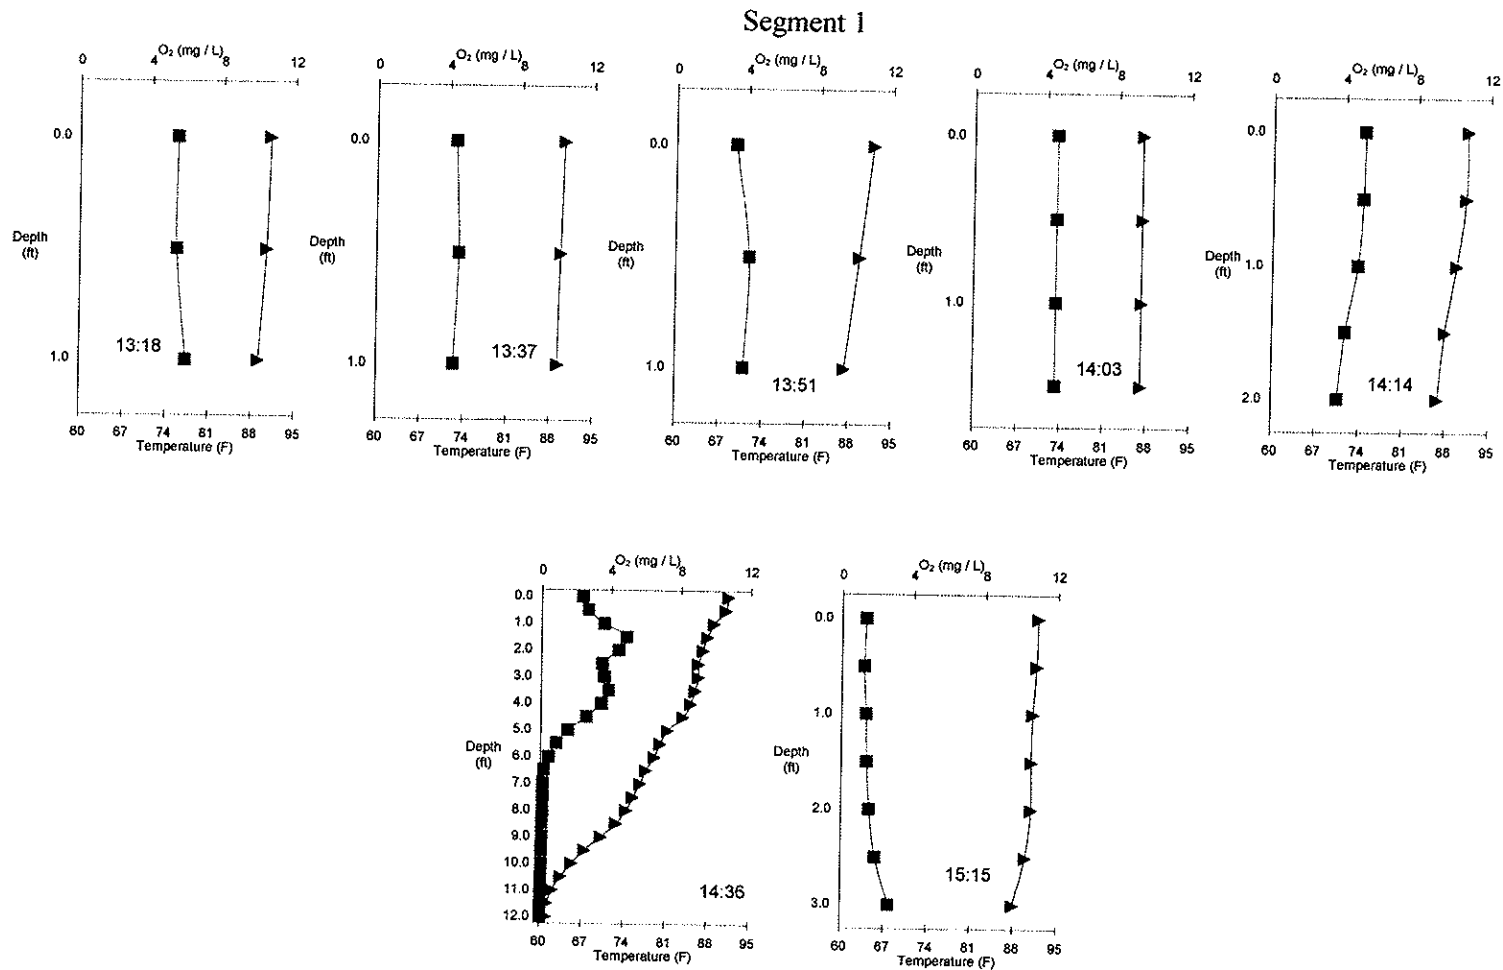 Segment 1
O₂ (mg / L)
0 4 8 12
0.0
Depth
(ft)
1.0
13:18
60 67 74 81 88 95
Temperature (F)
O₂ (mg / L)
0 4 8 12
0.0
Depth
(ft)
1.0
13:37
60 67 74 81 88 95
Temperature (F)
O₂ (mg / L)
0 4 8 12
0.0
Depth
(ft)
1.0
13:51
60 67 74 81 88 95
Temperature (F)
O₂ (mg / L)
0 4 8 12
0.0
Depth
(ft)
1.0
14:03
60 67 74 81 88 95
Temperature (F)
O₂ (mg / L)
0 4 8 12
0.0
Depth
(ft)
1.0
14:14
2.0
60 67 74 81 88 95
Temperature (F)
O₂ (mg / L)
0 4 8 12
0.0
1.0
2.0
3.0
4.0
5.0
Depth
(ft)
6.0
7.0
8.0
9.0
10.0
11.0
14:36
12.0
60 67 74 81 88 95
Temperature (F)
O₂ (mg / L)
0 4 8 12
0.0
1.0
Depth
(ft)
2.0
15:15
3.0
60 67 74 81 88 95
Temperature (F)